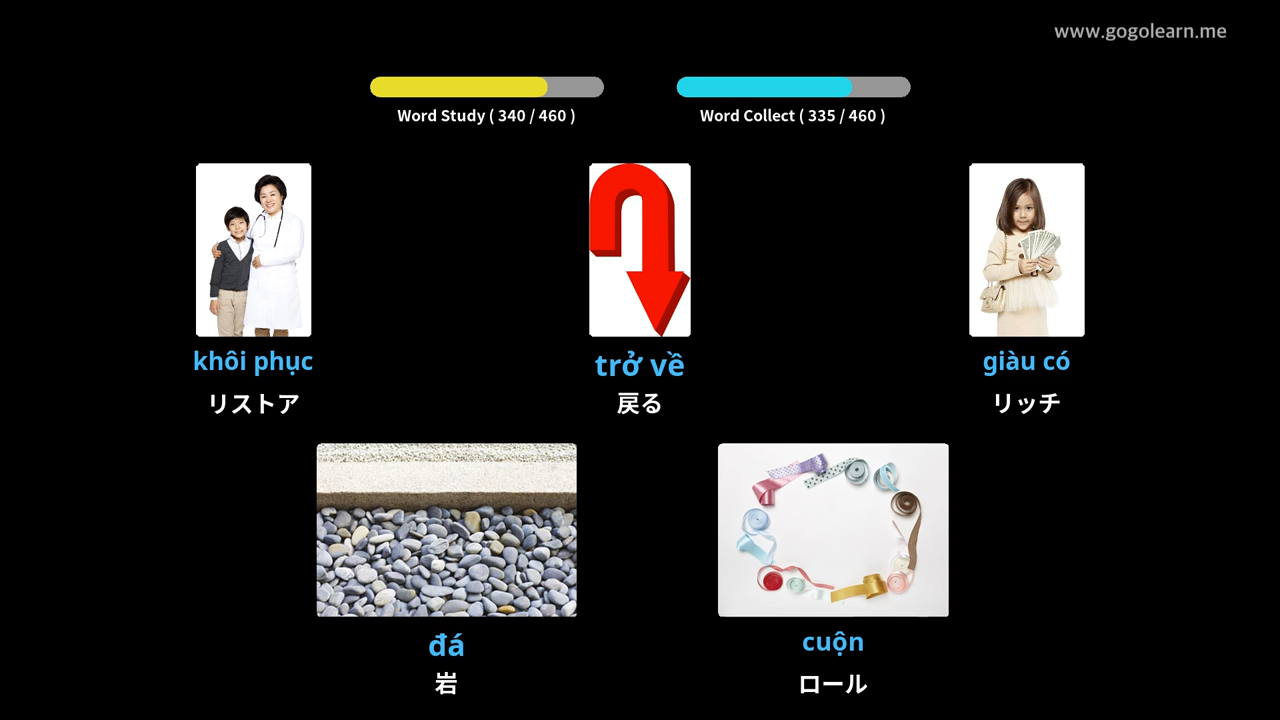 www.gogolearn.me
Word Study ( 340 / 460 )
Word Collect ( 335 / 460 )
khôi phục
リストア
trở về
戻る
giàu có
リッチ
đá
岩
cuộn
ロール